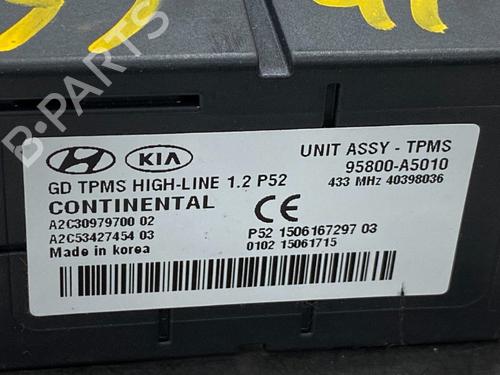 UNIT ASSY - TPMS
KIA
95800-A5010
GD TPMS HIGH-LINE 1.2 P52
433 MHz 40398036
CONTINENTAL
A2C30979700 02
A2C53427454 03
P52 1506167297 03
Made in korea
0102 15061715
B-PARTS